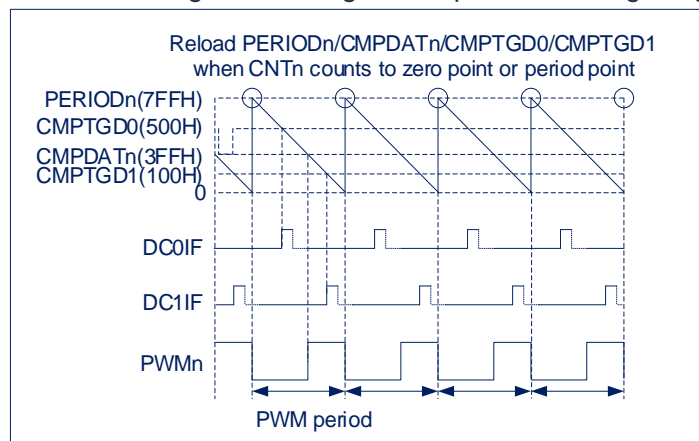 Reload PERIODn/CMPDATn/CMPTGD0/CMPTGD1
when CNTn counts to zero point or period point
PERIODn(7FFH)
CMPTGD0(500H)
CMPDATn(3FFH)
CMPTGD1(100H)
0
DC0IF
DC1IF
PWMn
PWM period